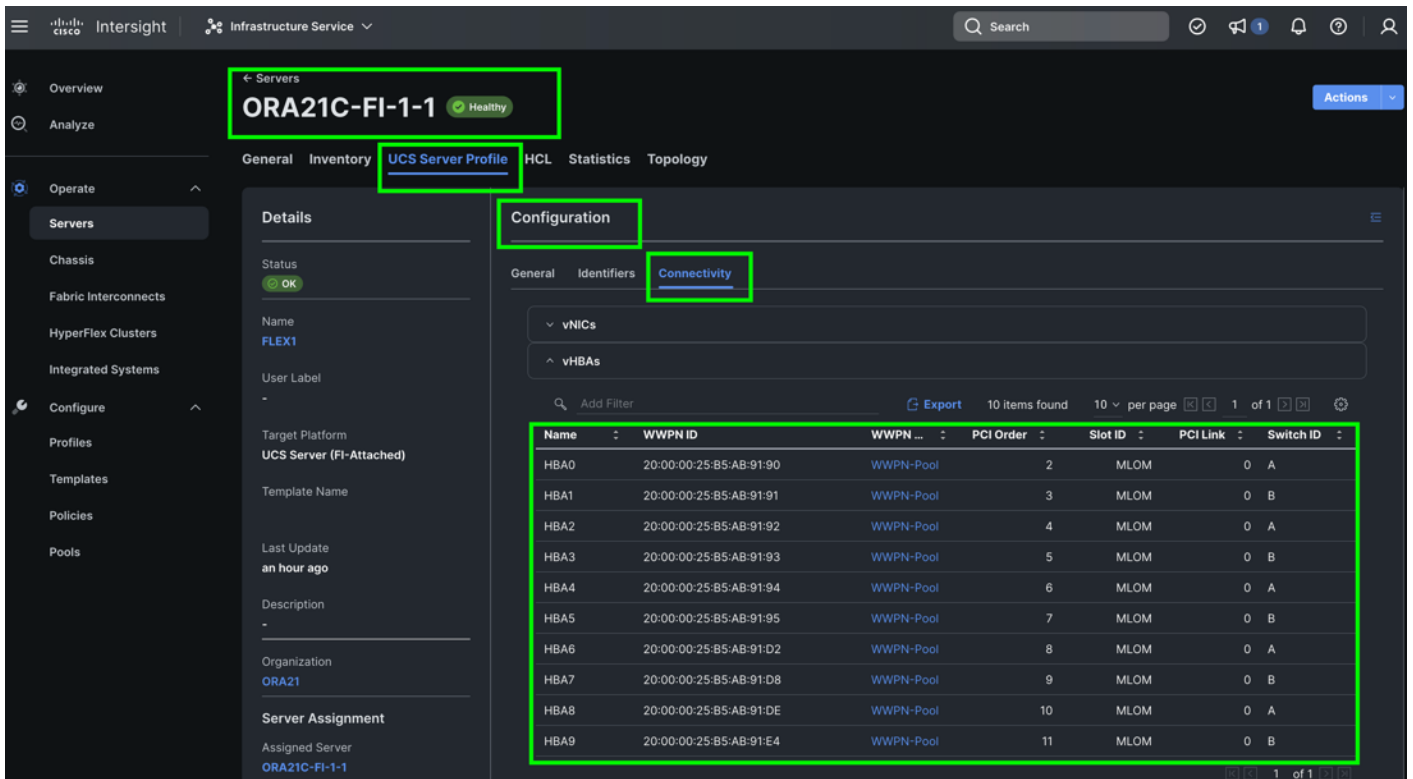 cisco Intersight Infrastructure Service Search 1
Overview
Analyze
Operate
Servers
Chassis
Fabric Interconnects
HyperFlex Clusters
Integrated Systems
Configure
Profiles
Templates
Policies
Pools
← Servers
ORA21C-FI-1-1 Healthy
Actions
General Inventory UCS Server Profile HCL Statistics Topology
Details
Status
OK
Name
FLEX1
User Label
-
Target Platform
UCS Server (FI-Attached)
Template Name
Last Update
an hour ago
Description
-
Organization
ORA21
Server Assignment
Assigned Server
ORA21C-FI-1-1
Configuration
General Identifiers Connectivity
vNICs
vHBAs
Add Filter Export 10 items found 10 per page 1 of 1
Name WWPN ID WWPN ... PCI Order Slot ID PCI Link Switch ID
HBA0 20:00:00:25:B5:AB:91:90 WWPN-Pool 2 MLOM 0 A
HBA1 20:00:00:25:B5:AB:91:91 WWPN-Pool 3 MLOM 0 B
HBA2 20:00:00:25:B5:AB:91:92 WWPN-Pool 4 MLOM 0 A
HBA3 20:00:00:25:B5:AB:91:93 WWPN-Pool 5 MLOM 0 B
HBA4 20:00:00:25:B5:AB:91:94 WWPN-Pool 6 MLOM 0 A
HBA5 20:00:00:25:B5:AB:91:95 WWPN-Pool 7 MLOM 0 B
HBA6 20:00:00:25:B5:AB:91:D2 WWPN-Pool 8 MLOM 0 A
HBA7 20:00:00:25:B5:AB:91:D8 WWPN-Pool 9 MLOM 0 B
HBA8 20:00:00:25:B5:AB:91:DE WWPN-Pool 10 MLOM 0 A
HBA9 20:00:00:25:B5:AB:91:E4 WWPN-Pool 11 MLOM 0 B
1 of 1